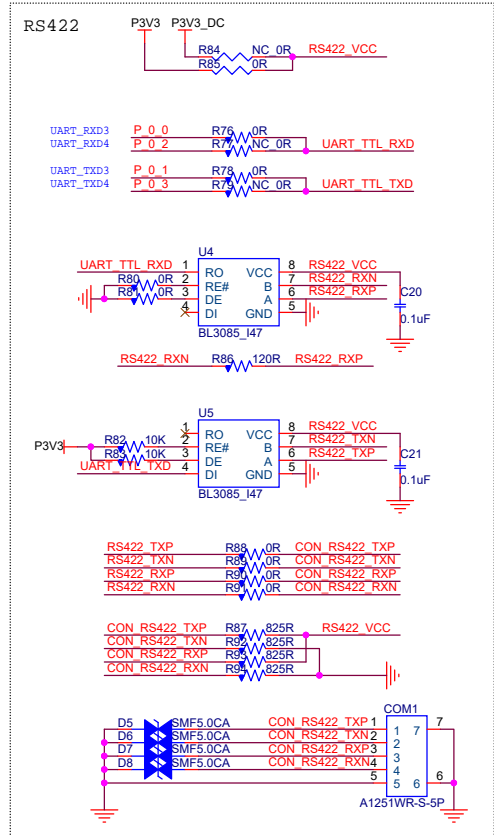 RS422
P3V3 P3V3_DC
R84 NC_0R RS422_VCC
R85 0R
UART_RXD3 P_0_0 R76 0R
UART_RXD4 P_0_2 R77 NC_0R UART_TTL_RXD
UART_TXD3 P_0_1 R78 0R
UART_TXD4 P_0_3 R79 NC_0R UART_TTL_TXD
U4
UART_TTL_RXD 1 RO VCC 8 RS422_VCC
R80 0R 2 RE# B 7 RS422_RXN
R81 0R 3 DE A 6 RS422_RXP
4 DI GND 5
C20
0.1uF
BL3085_I47
RS422_RXN R86 120R RS422_RXP
U5
1 RO VCC 8 RS422_VCC
P3V3 R82 10K 2 RE# B 7 RS422_TXN
R83 10K 3 DE A 6 RS422_TXP
UART_TTL_TXD 4 DI GND 5
C21
0.1uF
BL3085_I47
RS422_TXP R88 0R CON_RS422_TXP
RS422_TXN R89 0R CON_RS422_TXN
RS422_RXP R90 0R CON_RS422_RXP
RS422_RXN R91 0R CON_RS422_RXN
CON_RS422_TXP R87 825R RS422_VCC
CON_RS422_TXN R92 825R
CON_RS422_RXP R93 825R
CON_RS422_RXN R94 825R
COM1
D5 SMF5.0CA CON_RS422_TXP 1 1 7 7
D6 SMF5.0CA CON_RS422_TXN 2 2
D7 SMF5.0CA CON_RS422_RXP 3 3
D8 SMF5.0CA CON_RS422_RXN 4 4
5 5 6 6
A1251WR-S-5P